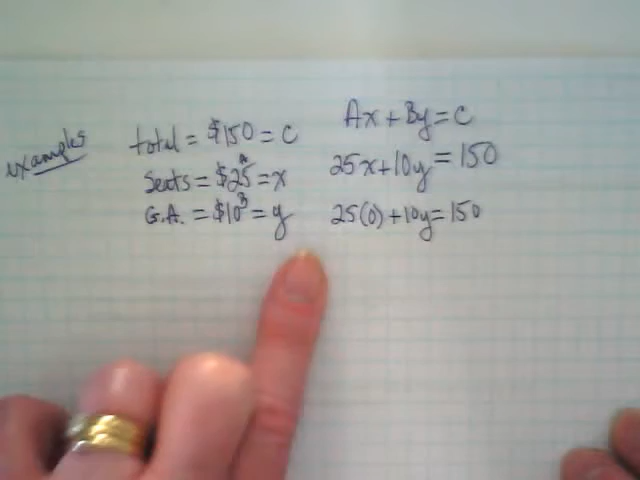 examples
total = $150 = C
Seats = $25 = x
A
G.A. = $10 = y
B
Ax + By = C
25x + 10y = 150
25(0) + 10y = 150